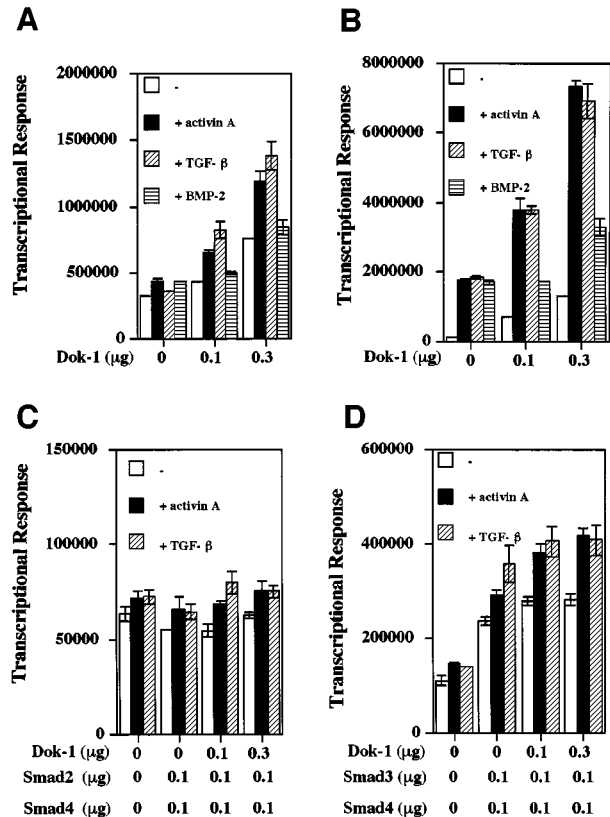 A
Transcriptional Response
2000000
1500000
1000000
500000
0
-
+ activin A
+ TGF- β
+ BMP-2
Dok-1 (μg) 0 0.1 0.3
B
Transcriptional Response
8000000
6000000
4000000
2000000
0
-
+ activin A
+ TGF- β
+ BMP-2
Dok-1 (μg) 0 0.1 0.3
C
Transcriptional Response
150000
100000
50000
0
-
+ activin A
+ TGF- β
Dok-1 (μg) 0 0 0.1 0.3
Smad2 (μg) 0 0.1 0.1 0.1
Smad4 (μg) 0 0.1 0.1 0.1
D
Transcriptional Response
600000
400000
200000
0
-
+ activin A
+ TGF- β
Dok-1 (μg) 0 0 0.1 0.3
Smad3 (μg) 0 0.1 0.1 0.1
Smad4 (μg) 0 0.1 0.1 0.1